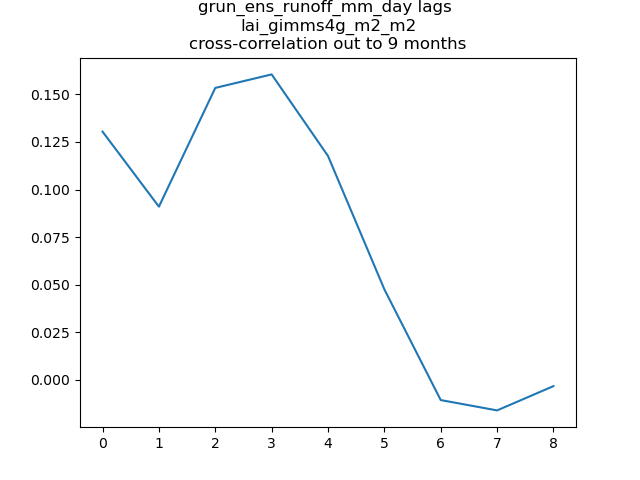 grun_ens_runoff_mm_day lags
lai_gimms4g_m2_m2
cross-correlation out to 9 months
0.150
0.125
0.100
0.075
0.050
0.025
0.000
0 1 2 3 4 5 6 7 8